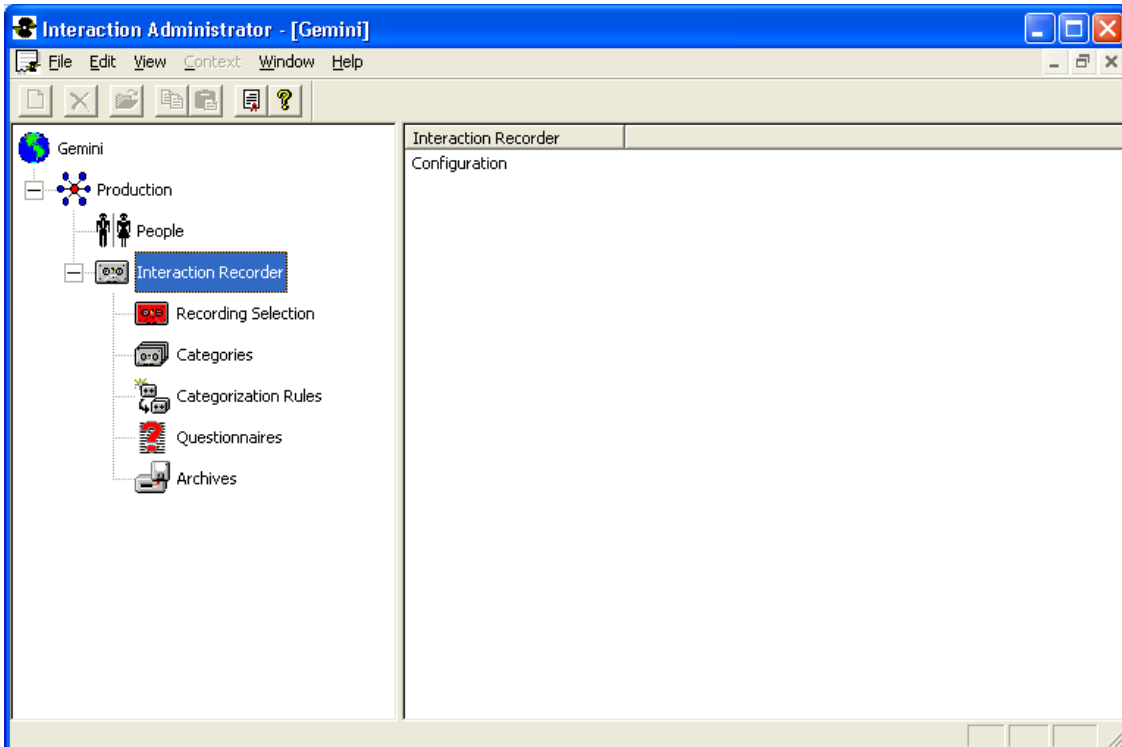 Interaction Administrator - [Gemini]
File Edit View Context Window Help
Gemini
Production
People
Interaction Recorder
Recording Selection
Categories
Categorization Rules
Questionnaires
Archives
Interaction Recorder
Configuration